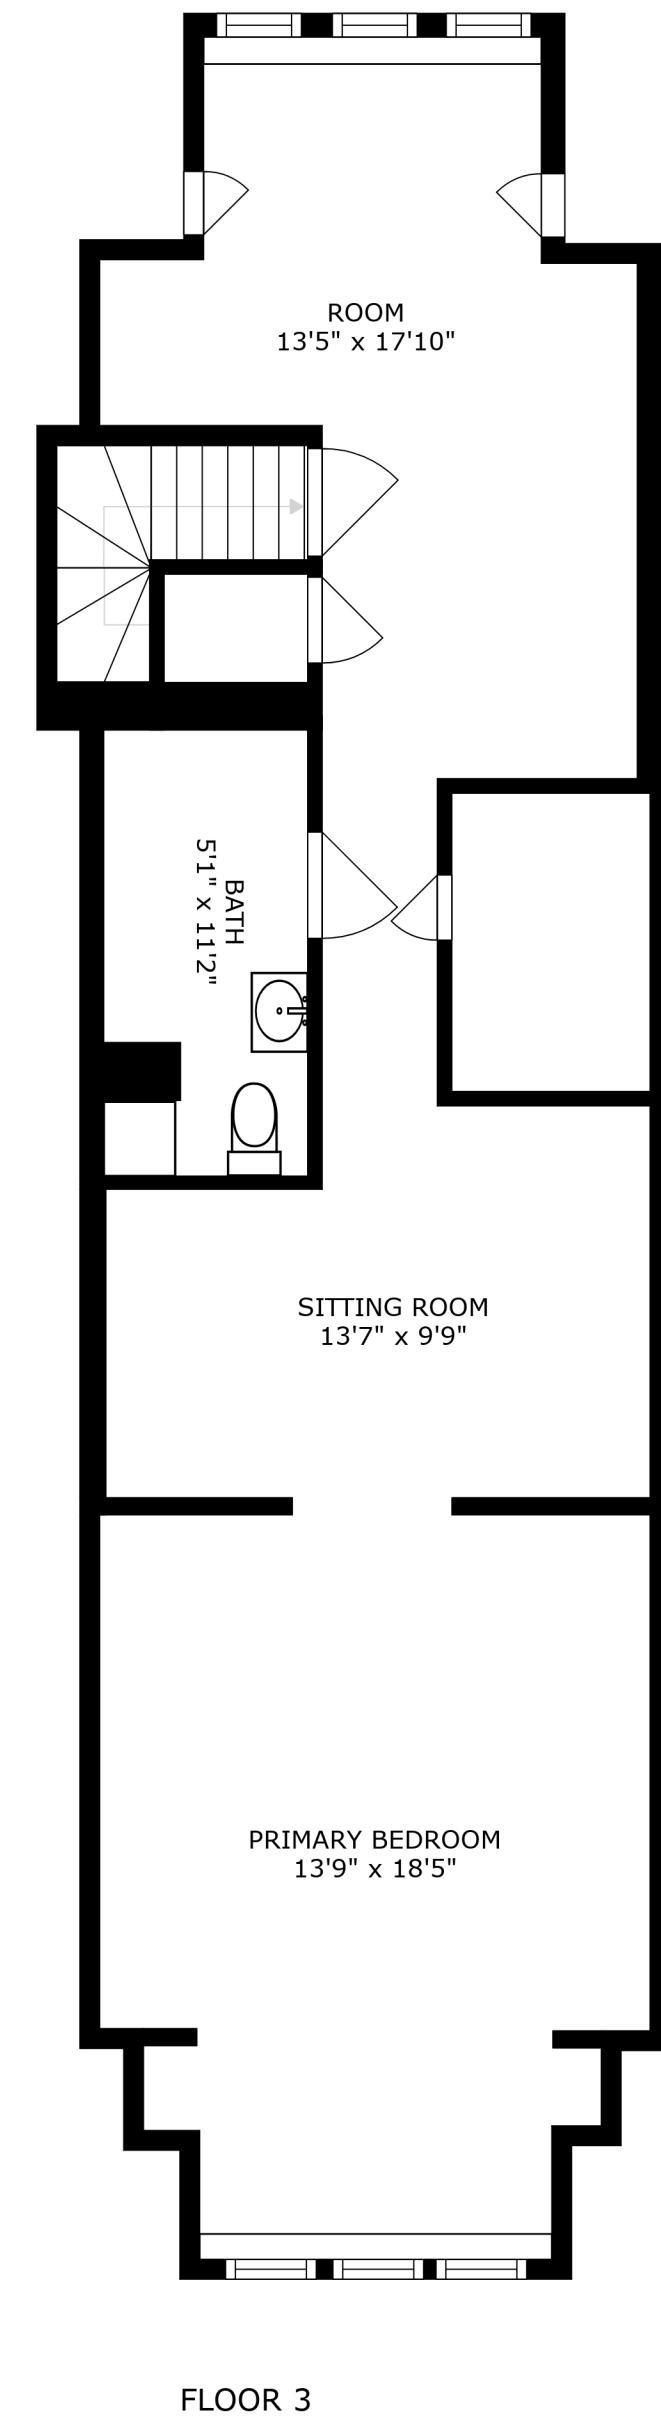 ROOM
13'5" x 17'10"
BATH
5'1" x 11'2"
SITTING ROOM
13'7" x 9'9"
PRIMARY BEDROOM
13'9" x 18'5"
FLOOR 3